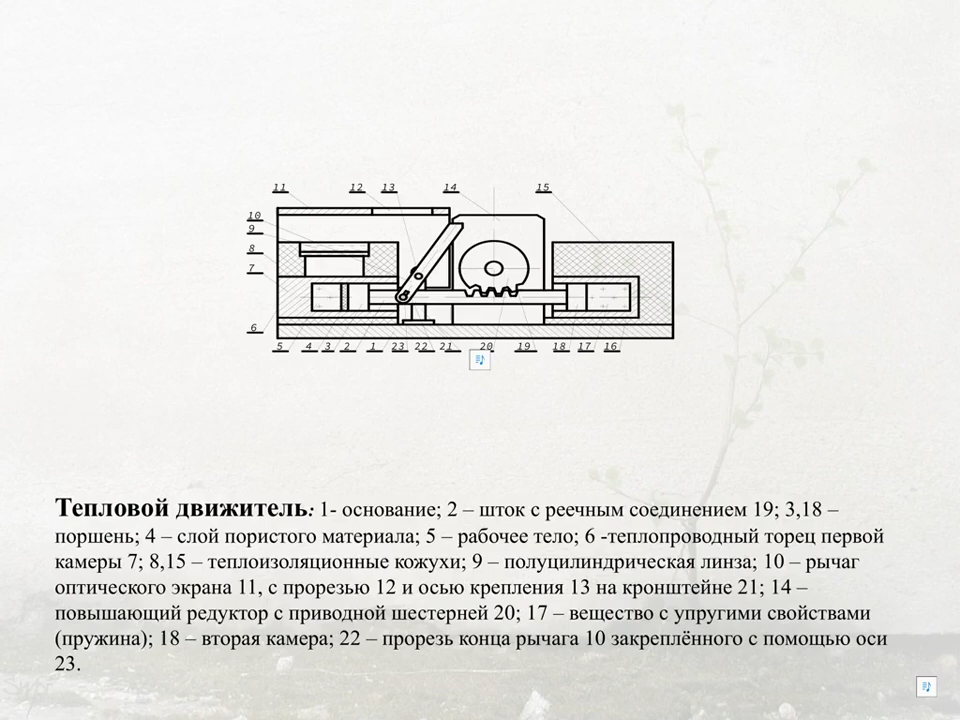 11 12 13 14 15
10
9
8
7
6
5 4 3 2 1 23 22 21 20 19 18 17 16
Тепловой движитель: 1- основание; 2 – шток с реечным соединением 19; 3,18 –
поршень; 4 – слой пористого материала; 5 – рабочее тело; 6 -теплопроводный торец первой
камеры 7; 8,15 – теплоизоляционные кожухи; 9 – полуцилиндрическая линза; 10 – рычаг
оптического экрана 11, с прорезью 12 и осью крепления 13 на кронштейне 21; 14 –
повышающий редуктор с приводной шестерней 20; 17 – вещество с упругими свойствами
(пружина); 18 – вторая камера; 22 – прорезь конца рычага 10 закреплённого с помощью оси
23.